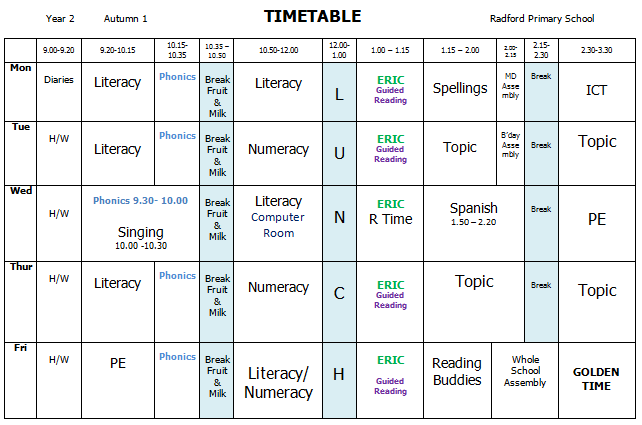 Year 2 Autumn 1 TIMETABLE Radford Primary School
9.00-9.20 9.20-10.15 10.15-10.35 10.35 – 10.50 10.50-12.00 12.00-1.00 1.00 – 1.15 1.15 – 2.00 2.00-2.15 2.15-2.30 2.30-3.30
Mon
Diaries
Literacy
Phonics
Break
Fruit
&
Milk
Literacy
L
ERIC
Guided
Reading
Spellings
MD
Asse
mbly
Break
ICT
Tue
H/W
Literacy
Phonics
Break
Fruit
&
Milk
Numeracy
U
ERIC
Guided
Reading
Topic
B'day
Asse
mbly
Break
Topic
Wed
H/W
Phonics 9.30- 10.00
Singing
10.00 -10.30
Break
Fruit
&
Milk
Literacy
Computer
Room
N
ERIC
R Time
Spanish
1.50 – 2.20
Break
PE
Thur
H/W
Literacy
Phonics
Break
Fruit
&
Milk
Numeracy
C
ERIC
Guided
Reading
Topic
Break
Topic
Fri
H/W
PE
Phonics
Break
Fruit
&
Milk
Literacy/
Numeracy
H
ERIC
Guided
Reading
Reading
Buddies
Whole
School
Assembly
GOLDEN
TIME